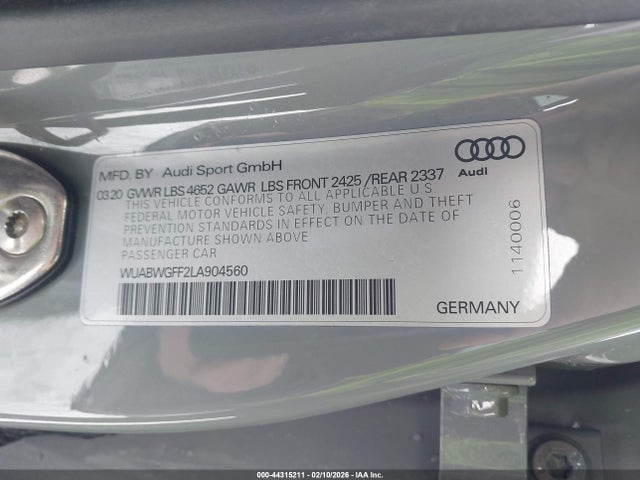 MFD. BY Audi Sport GmbH
Audi
03 20 GVWR LBS 4652 GAWR LBS FRONT 2425 /REAR 2337
THIS VEHICLE CONFORMS TO ALL APPLICABLE U S
FEDERAL MOTOR VEHICLE SAFETY, BUMPER AND THEFT
PREVENTION STANDARDS IN EFFECT ON THE DATE OF
MANUFACTURE SHOWN ABOVE
PASSENGER CAR
WUABWGFF2LA904560
1140006
GERMANY
000-44315211 - 02/10/2026 - IAA Inc.